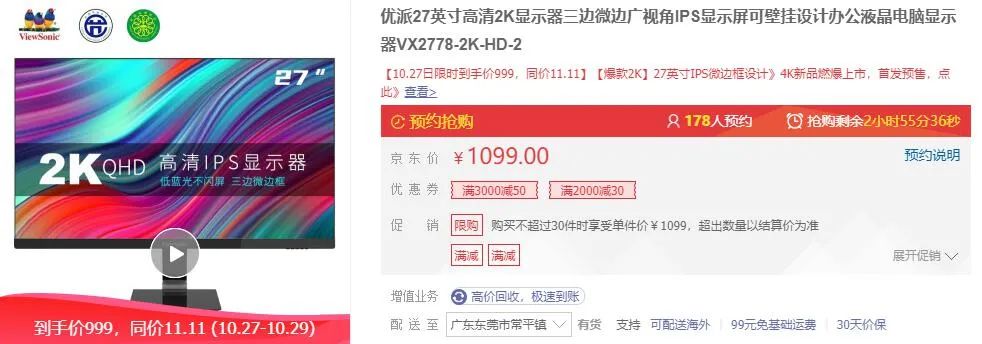 ViewSonic
27"
2K QHD 高清IPS显示器
低蓝光不闪屏 三边微边框
到手价999，同价11.11 (10.27-10.29)
优派27英寸高清2K显示器三边微边广视角IPS显示屏可壁挂设计办公液晶电脑显示
器VX2778-2K-HD-2
【10.27日限时到手价999，同价11.11】【爆款2K】27英寸IPS微边框设计》4K新品燃爆上市，首发预售，点
此》查看>
预约抢购 178人预约 抢购剩余2小时55分36秒
京东价 ￥1099.00 预约说明
优惠券 满3000减50 满2000减30
促销 限购 购买不超过30件时享受单件价￥1099，超出数量以结算价为准
满减 满减 展开促销
增值业务 高价回收，极速到账
配送至 广东东莞市常平镇 有货 支持 可配送海外 99元免基础运费 30天价保